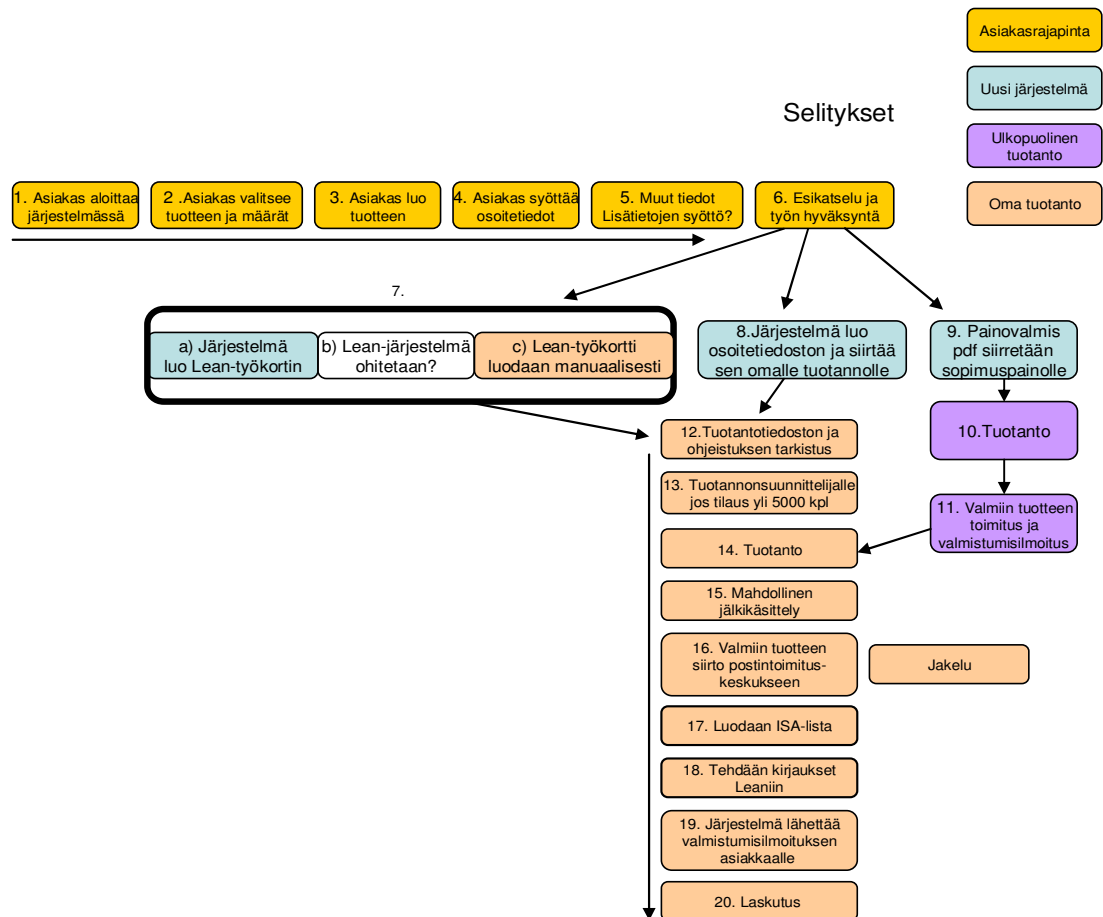 Asiakasrajapinta
Uusi järjestelmä
Selitykset
Ulkopuolinen
tuotanto
Oma tuotanto
1. Asiakas aloittaa
järjestelmässä
2 .Asiakas valitsee
tuotteen ja määrät
3. Asiakas luo
tuotteen
4. Asiakas syöttää
osoitetiedot
5. Muut tiedot
Lisätietojen syöttö?
6. Esikatselu ja
työn hyväksyntä
7.
a) Järjestelmä
luo Lean-työkortin
b) Lean-järjestelmä
ohitetaan?
c) Lean-työkortti
luodaan manuaalisesti
8.Järjestelmä luo
osoitetiedoston ja siirtää
sen omalle tuotannolle
9. Painovalmis
pdf siirretään
sopimuspainolle
10.Tuotanto
11. Valmiin tuotteen
toimitus ja
valmistumisilmoitus
12.Tuotantotiedoston ja
ohjeistuksen tarkistus
13. Tuotannonsuunnittelijalle
jos tilaus yli 5000 kpl
14. Tuotanto
15. Mahdollinen
jälkikäsittely
16. Valmiin tuotteen
siirto postintoimitus-
keskukseen
Jakelu
17. Luodaan ISA-lista
18. Tehdään kirjaukset
Leaniin
19. Järjestelmä lähettää
valmistumisilmoituksen
asiakkaalle
20. Laskutus